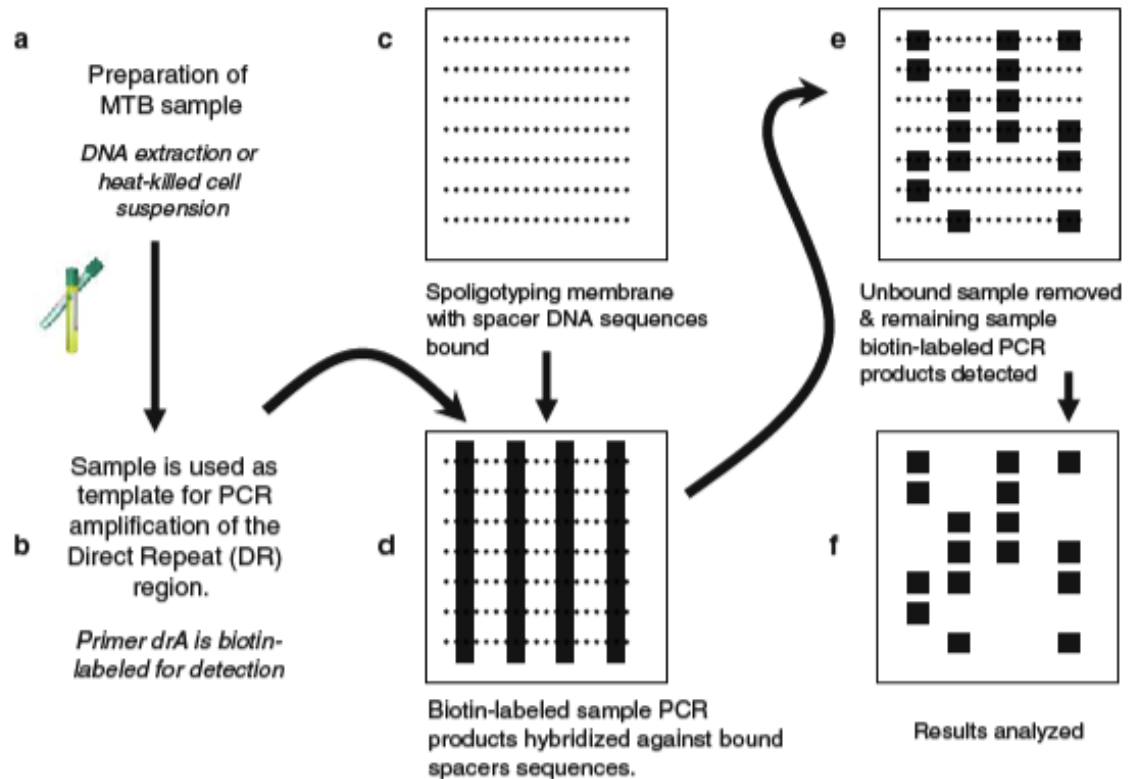 a
Preparation of
MTB sample
DNA extraction or
heat-killed cell
suspension
b
Sample is used as
template for PCR
amplification of the
Direct Repeat (DR)
region.
Primer drA is biotin-
labeled for detection
c
Spoligotyping membrane
with spacer DNA sequences
bound
d
Biotin-labeled sample PCR
products hybridized against bound
spacers sequences.
e
Unbound sample removed
& remaining sample
biotin-labeled PCR
products detected
f
Results analyzed